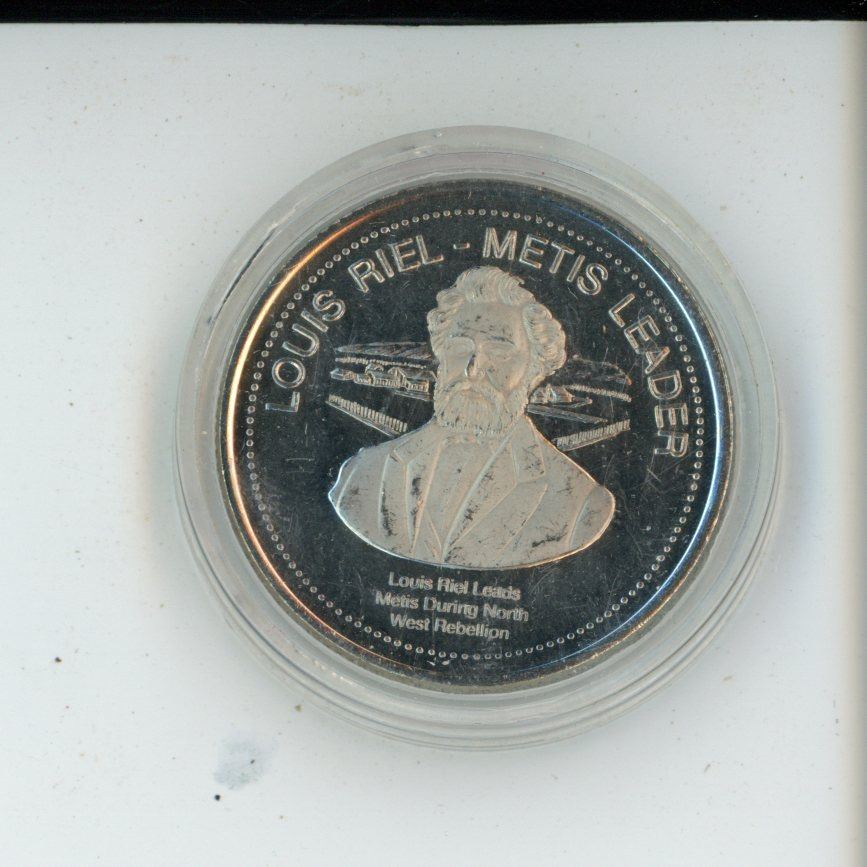 LOUIS RIEL - METIS LEADER
Louis Riel Leads
Metis During North
West Rebellion